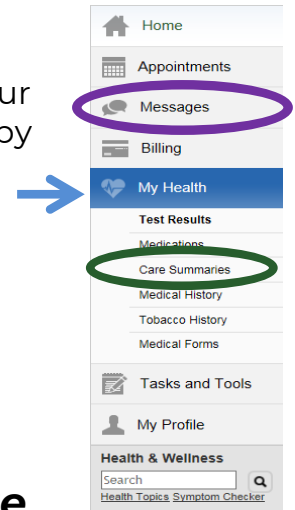 Home
Appointments
ur
Messages
by
Billing
My Health
Test Results
Medications
Care Summaries
Medical History
Tobacco History
Medical Forms
Tasks and Tools
My Profile
Health & Wellness
Search
e
Health Topics Symptom Checker